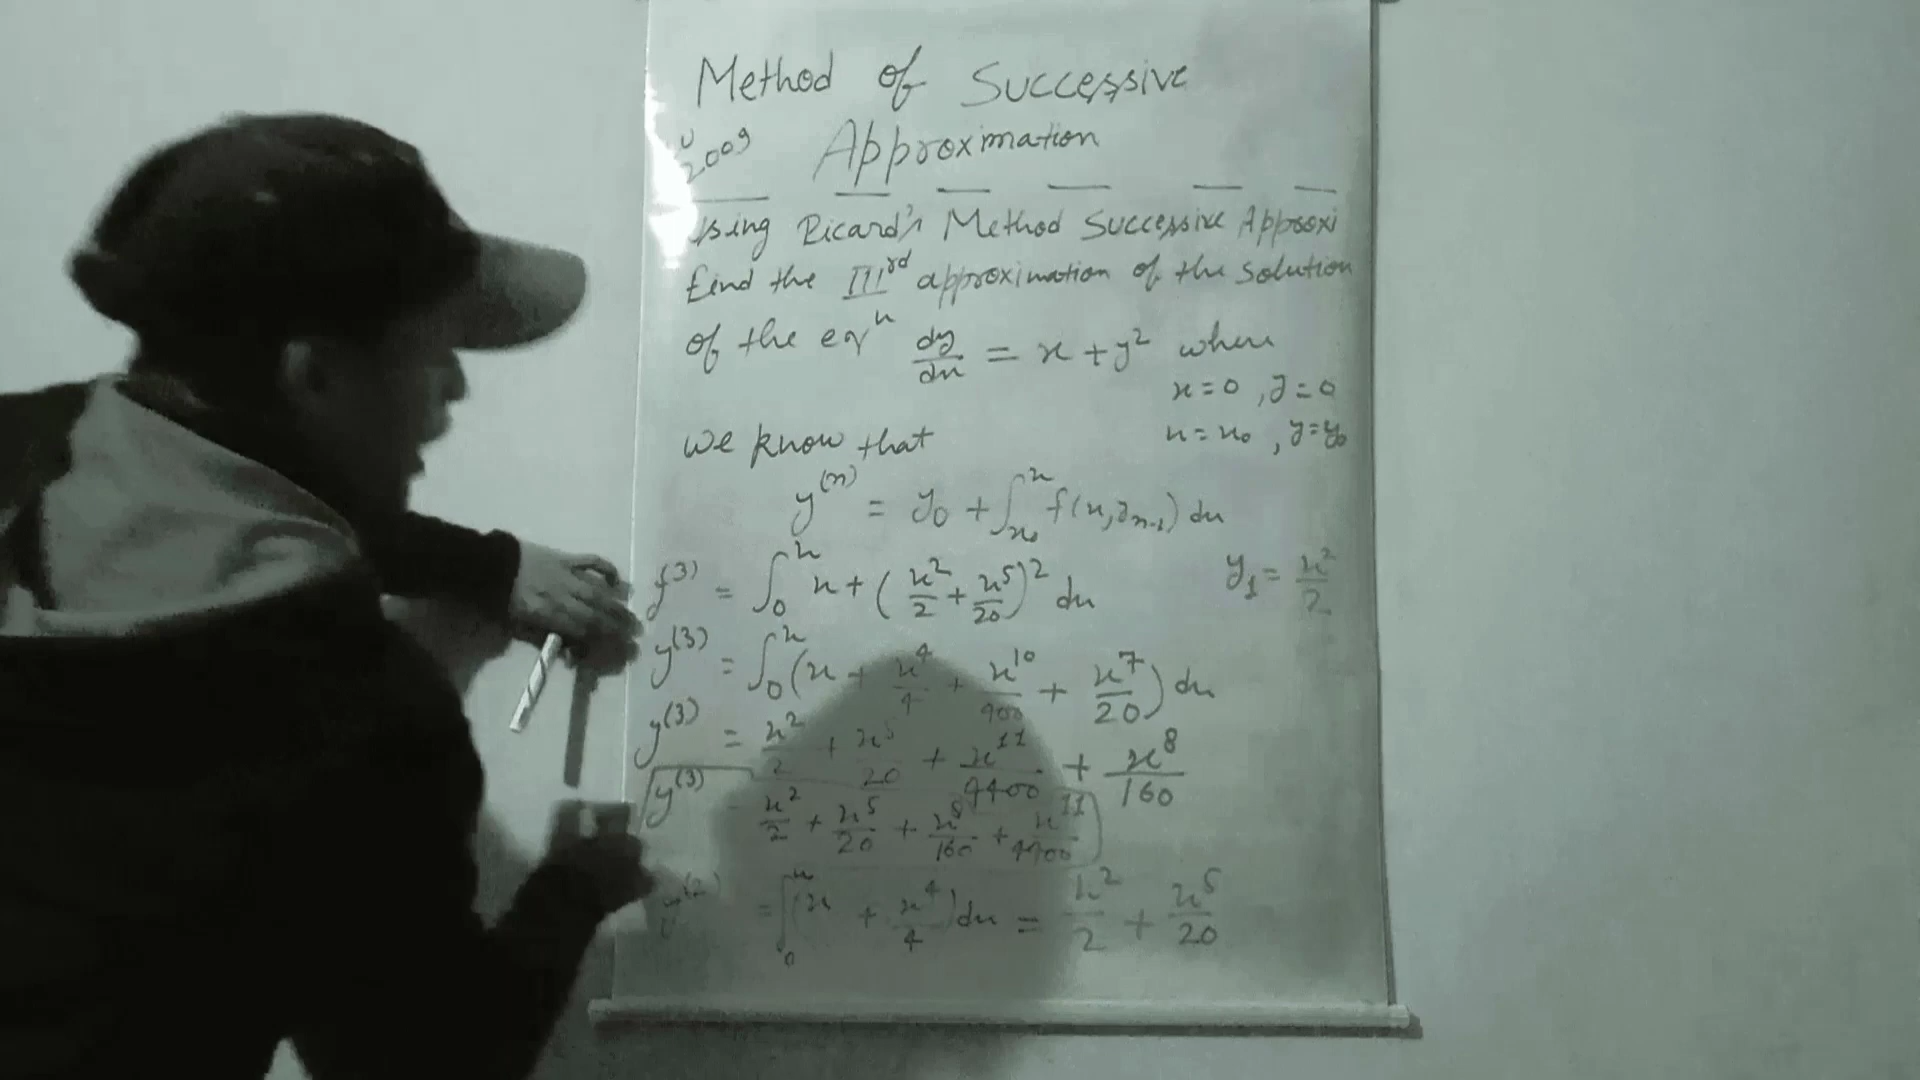 Method of Successive
U
2009 Approximation
Using Picard's Method Successive Approxi
find the IIIrd approximation of the solution
of the eqn dy/dx = x + y² where
x = 0 , y = 0
we know that x = x₀ , y = y₀
y⁽ⁿ⁾ = y₀ + ∫ₓ₀ˣ f(x, yₙ₋₁) dx
y⁽³⁾ = ∫₀ˣ x + (x²/2 + x⁵/20)² dx y₁ = x²/2
y⁽³⁾ = ∫₀ˣ (x + x⁴/4 + x¹⁰/400 + x⁷/20) dx
y⁽³⁾ = x²/2 + x⁵/20 + x¹¹/4400 + x⁸/160
y⁽³⁾ = x²/2 + x⁵/20 + x⁸/160 + x¹¹/4400
y⁽²⁾ = ∫₀ˣ (x + x⁴/4) dx = x²/2 + x⁵/20